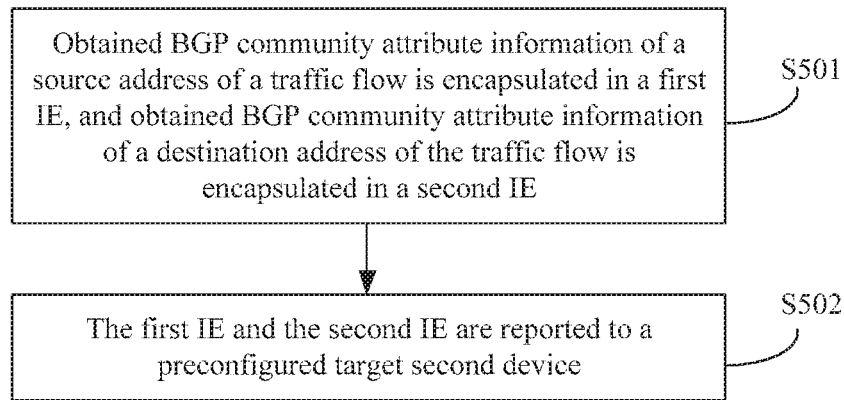 Obtained BGP community attribute information of a
source address of a traffic flow is encapsulated in a first
IE, and obtained BGP community attribute information
of a destination address of the traffic flow is
encapsulated in a second IE
S501
The first IE and the second IE are reported to a
preconfigured target second device
S502